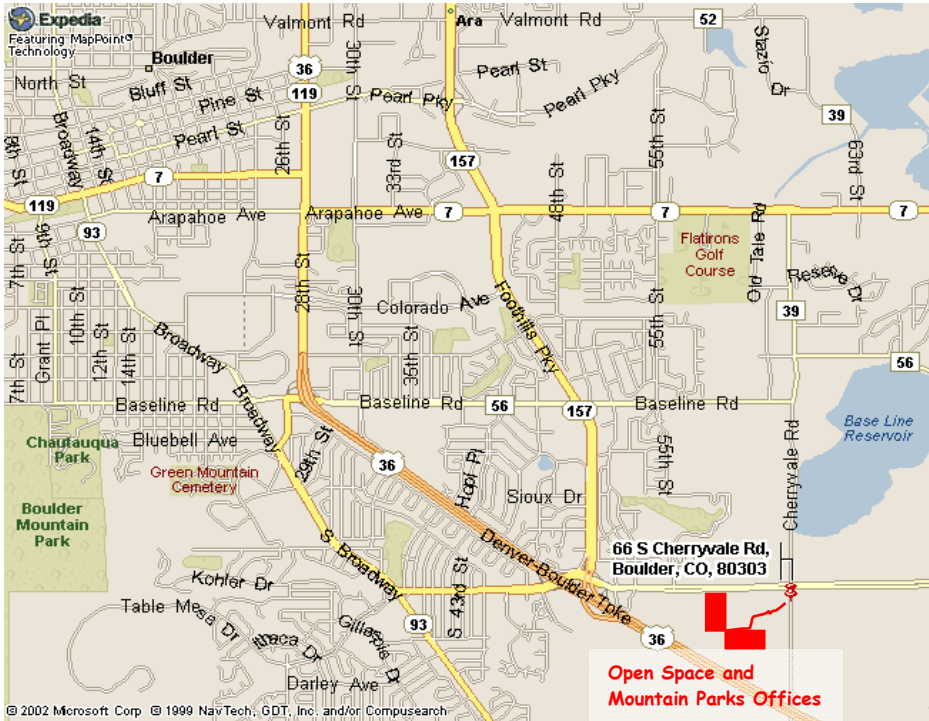 Expedia
Featuring MapPoint®
Technology
Valmont Rd
Ara
Valmont Rd
52
Stazio Dr
Boulder
36
30th St
Pearl St
North St
Bluff St
119
Pine St
Pearl Pky
Pearl Pky
39
9th St
Broadway
14th St
Pearl St
26th St
33rd St
157
48th St
55th St
63rd St
7
119
Arapahoe Ave
Arapahoe Ave
7
7
7
93
9th St
7th St
Flatirons
Golf
Course
Old Tale Rd
Reserve Dr
28th St
30th St
Colorado Ave
Foothills Pky
55th St
39
Grant Pl
10th St
12th St
14th St
Broadway
35th St
56
7th St
Baseline Rd
Broadway
Baseline Rd
56
157
Baseline Rd
Base Line
Reservoir
Chautauqua
Park
Bluebell Ave
29th St
36
Hopi Pl
55th St
Cherryvale Rd
Green Mountain
Cemetery
Sioux Dr
Boulder
Mountain
Park
S Broadway
Denver-Boulder Tpke
66 S Cherryvale Rd,
Boulder, CO, 80303
Kohler Dr
Table Mesa Dr
Ithaca Dr
Gillaspie Dr
93
S 43rd St
36
Darley Ave
Open Space and
Mountain Parks Offices
© 2002 Microsoft Corp © 1999 NavTech, GDT, Inc. and/or Compusearch